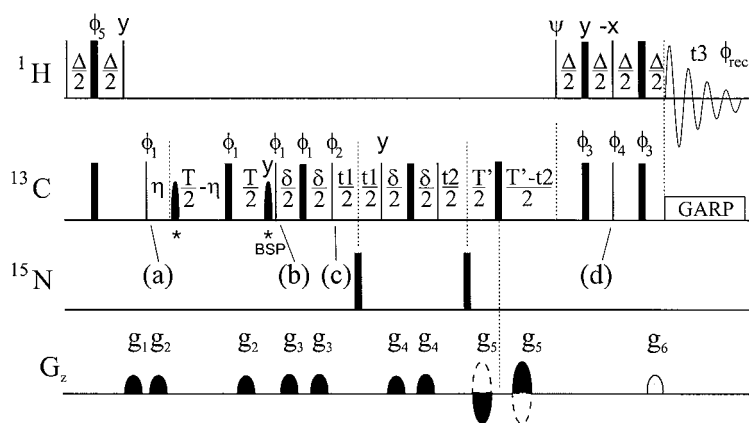 ϕ5 y ψ y -x
¹H Δ/2 Δ/2 Δ/2 Δ/2 Δ/2 Δ/2 t3 ϕrec
ϕ1 ϕ1 y ϕ1 ϕ1 ϕ2 y ϕ3 ϕ4 ϕ3
¹³C η T/2 -η T/2 δ/2 δ/2 t1/2 t1/2 δ/2 δ/2 t2/2 T'/2 T'-t2/2 GARP
* * BSP
(a) (b) (c) (d)
¹⁵N
g1 g2 g2 g3 g3 g4 g4 g5 g5 g6
Gz